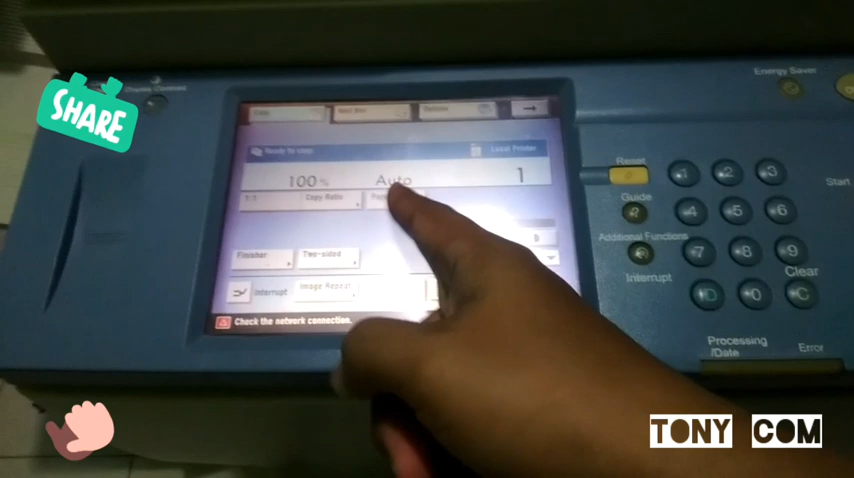 SHARE
Energy Saver
Copy
Ready to copy.
Local Printer
100 %
Auto
1
1:1
Copy Ratio
Reset
1
2
3
Start
Guide
?
4
5
6
Additional Functions
7
8
9
Finisher
Two-sided
Interrupt
Clear
ID
0
C
Interrupt
Image Repeat
Check the network connection.
Processing
/Date
Error
TONY COM